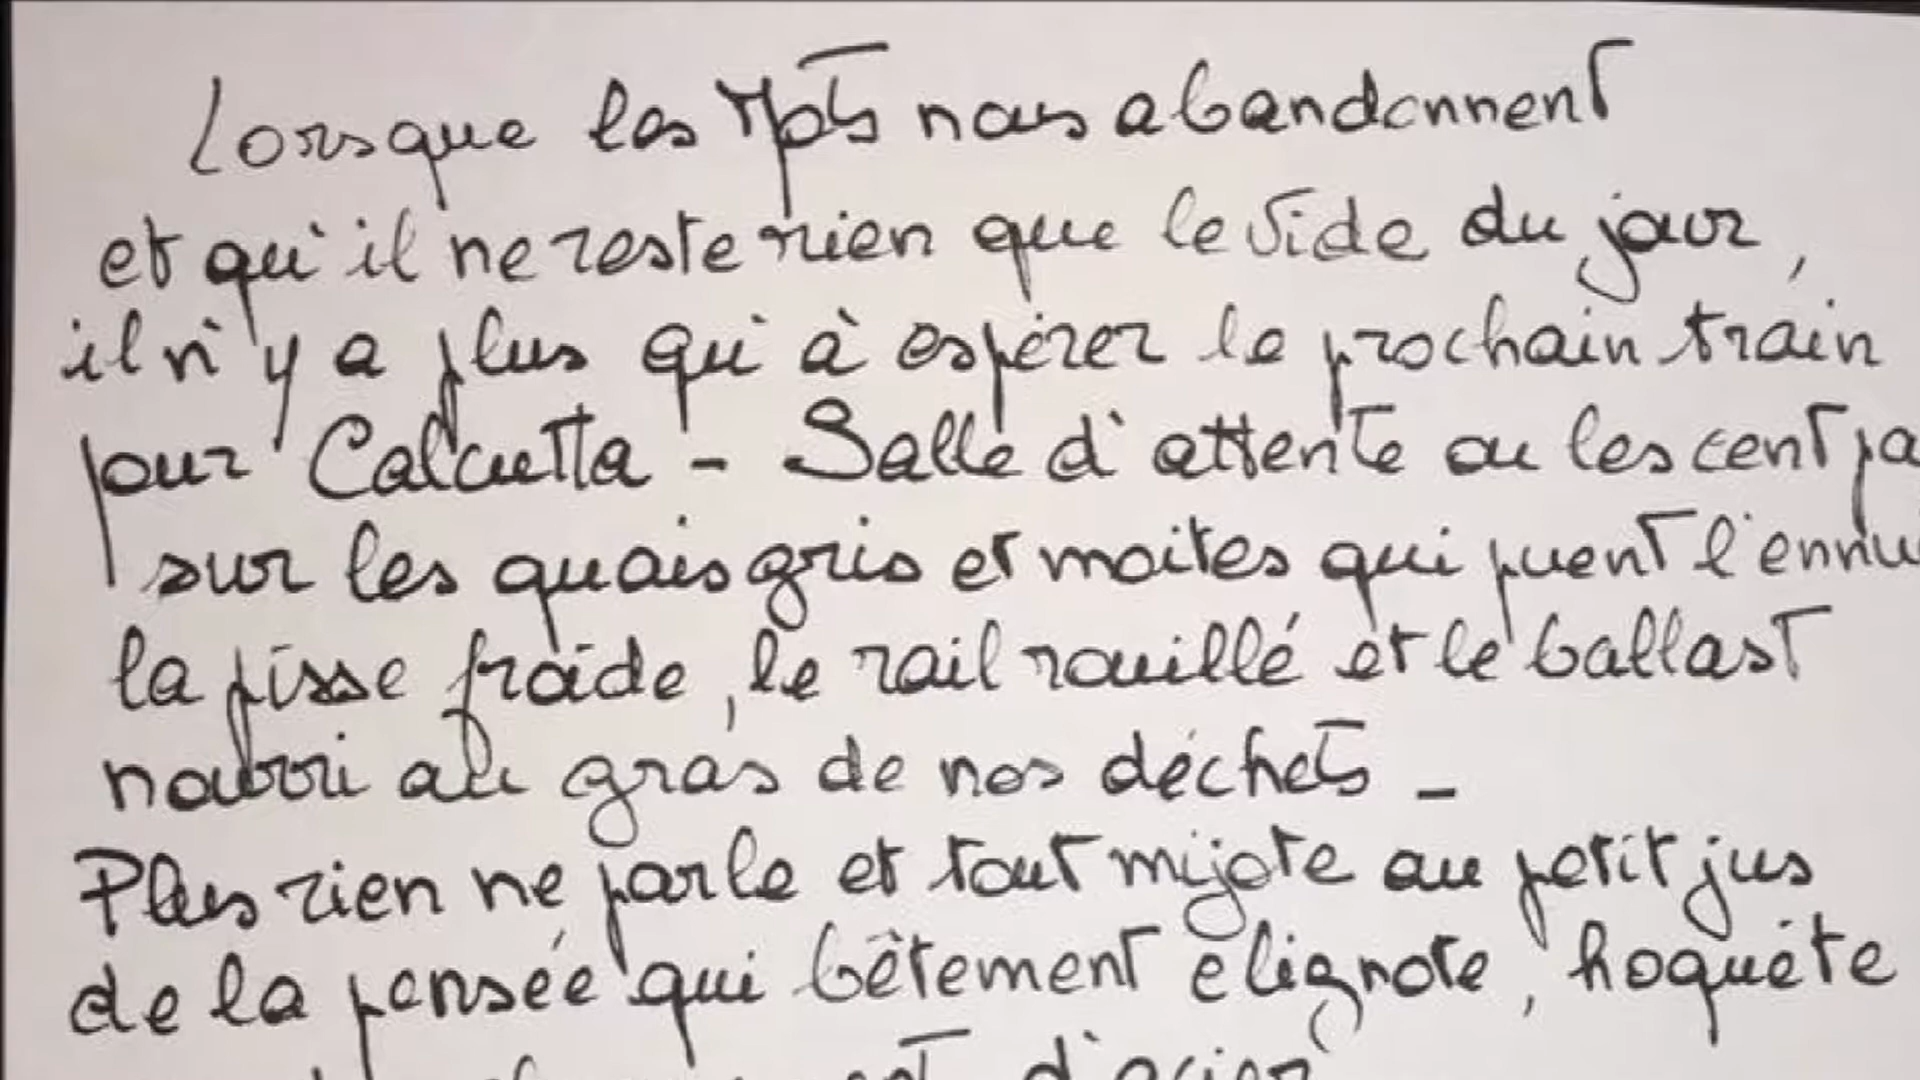 Lorsque les Mots nous abandonnent
et qu'il ne reste rien que le vide du jour,
il n'y a plus qu'à espérer le prochain train
pour Calcutta - Salle d'attente ou les cent pa
sur les quais gris et moites qui puent l'ennu
la pisse froide, le rail rouillé et le ballast
nourri au gras de nos déchets -
Plus rien ne parle et tout mijote au petit jus
de la pensée qui bêtement clignote, hoquète
d'acier